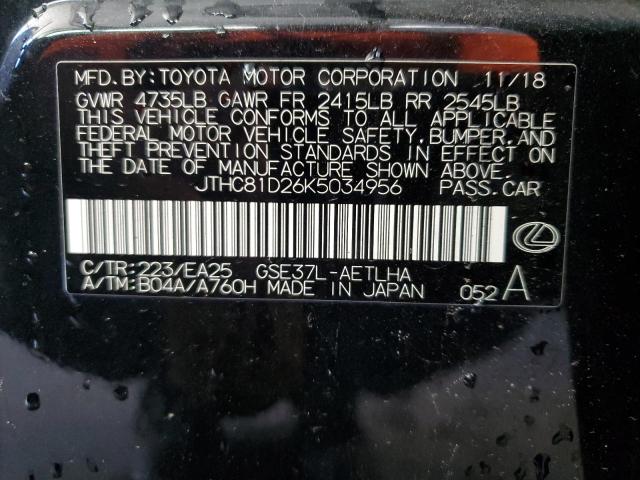 MFD. BY: TOYOTA MOTOR CORPORATION 11/18
GVWR 4735LB GAWR FR 2415LB RR 2545LB
THIS VEHICLE CONFORMS TO ALL APPLICABLE
FEDERAL MOTOR VEHICLE SAFETY, BUMPER, AND
THEFT PREVENTION STANDARDS IN EFFECT ON
THE DATE OF MANUFACTURE SHOWN ABOVE.
JTHC81D26K5034956 PASS. CAR
C/TR: 223/EA25 GSE37L-AETLHA
A/TM: B04A/A760H MADE IN JAPAN 052 A